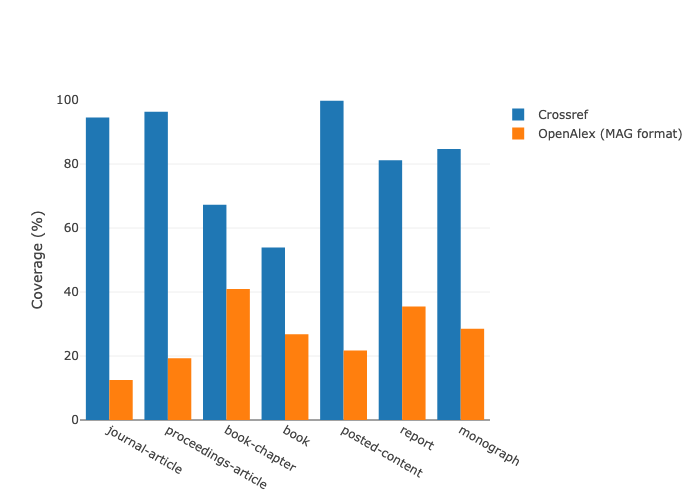 100
80
60
40
20
0
Coverage (%)
journal-article
proceedings-article
book-chapter
book
posted-content
report
monograph
Crossref
OpenAlex (MAG format)